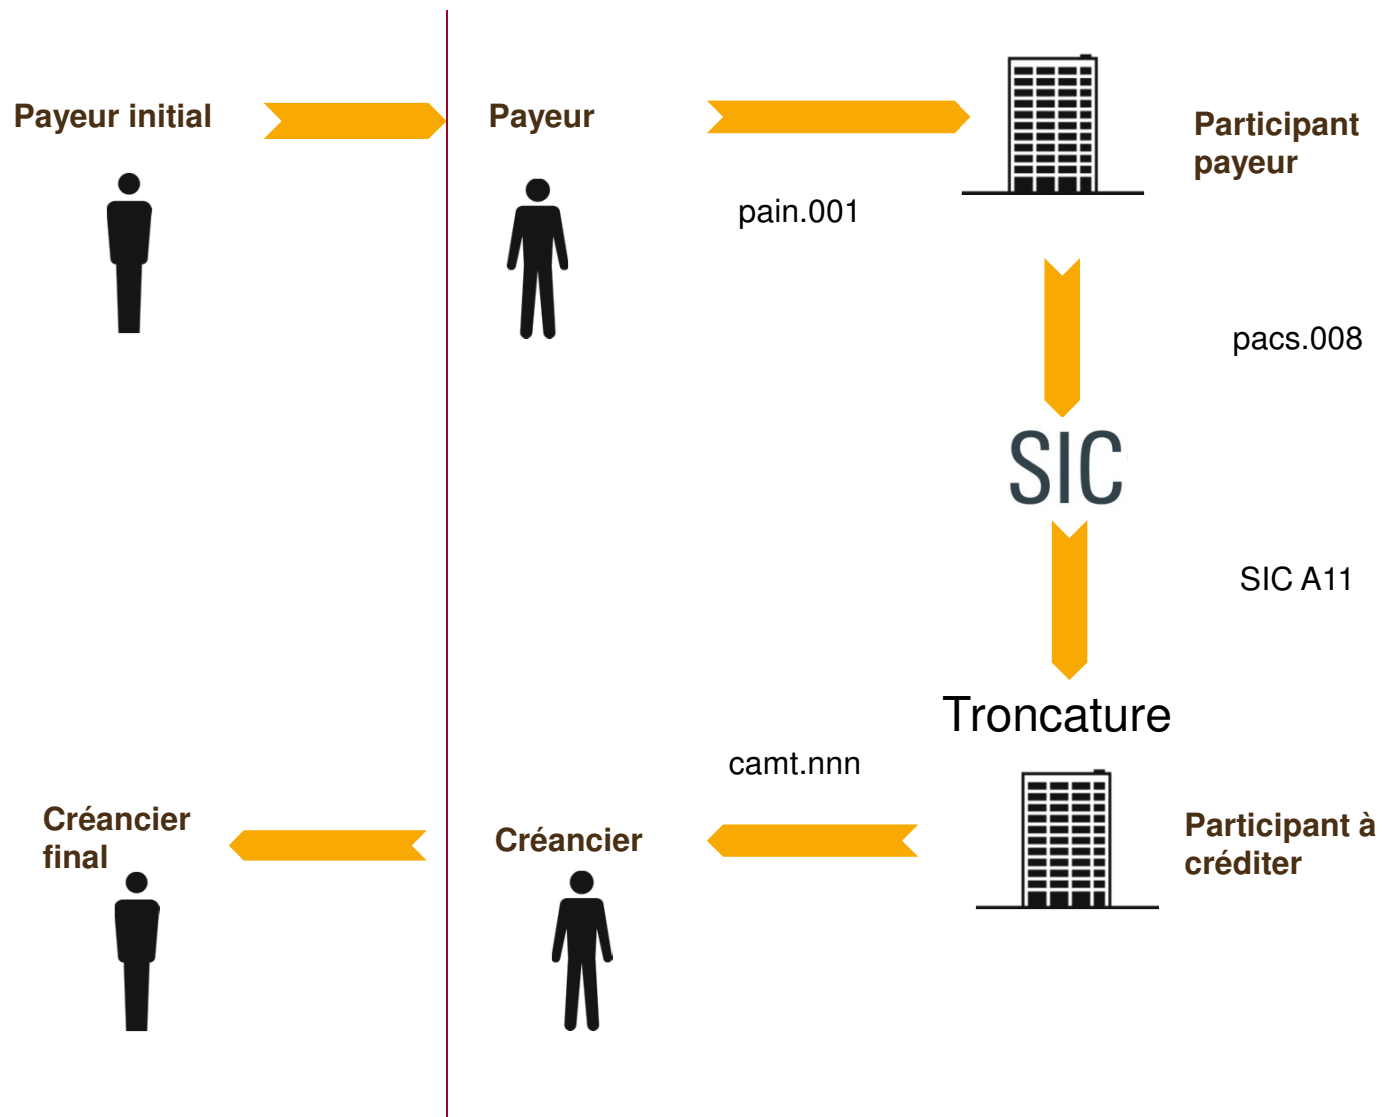 Payeur initial
Payeur
Participant
payeur
pain.001
pacs.008
SIC
SIC A11
Troncature
camt.nnn
Créancier
final
Créancier
Participant à
créditer